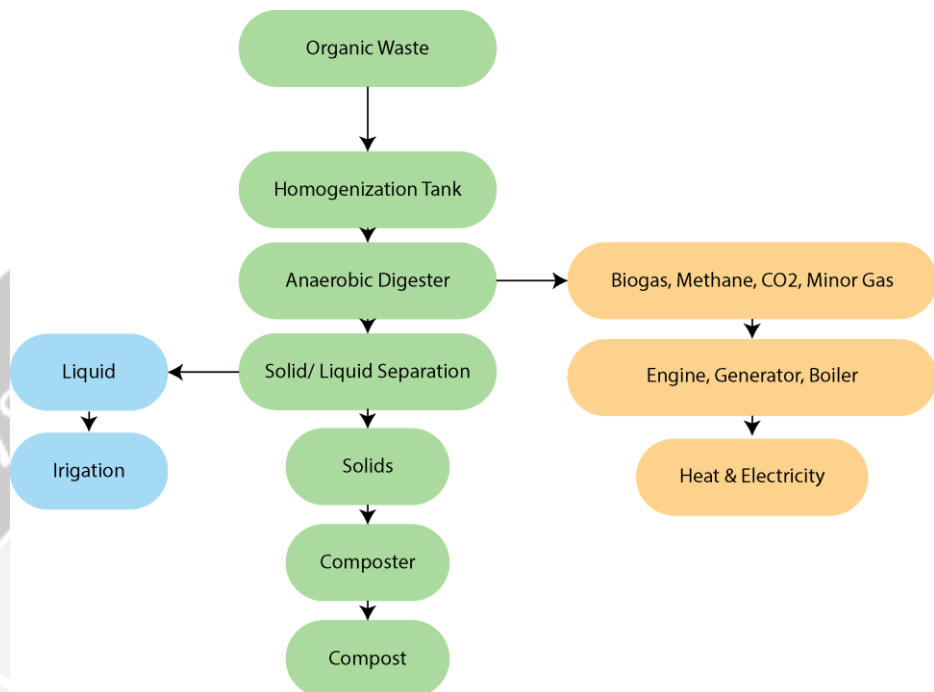 Organic Waste
Homogenization Tank
Anaerobic Digester
Biogas, Methane, CO2, Minor Gas
Liquid
Solid/ Liquid Separation
Engine, Generator, Boiler
Irigation
Solids
Heat & Electricity
Composter
Compost